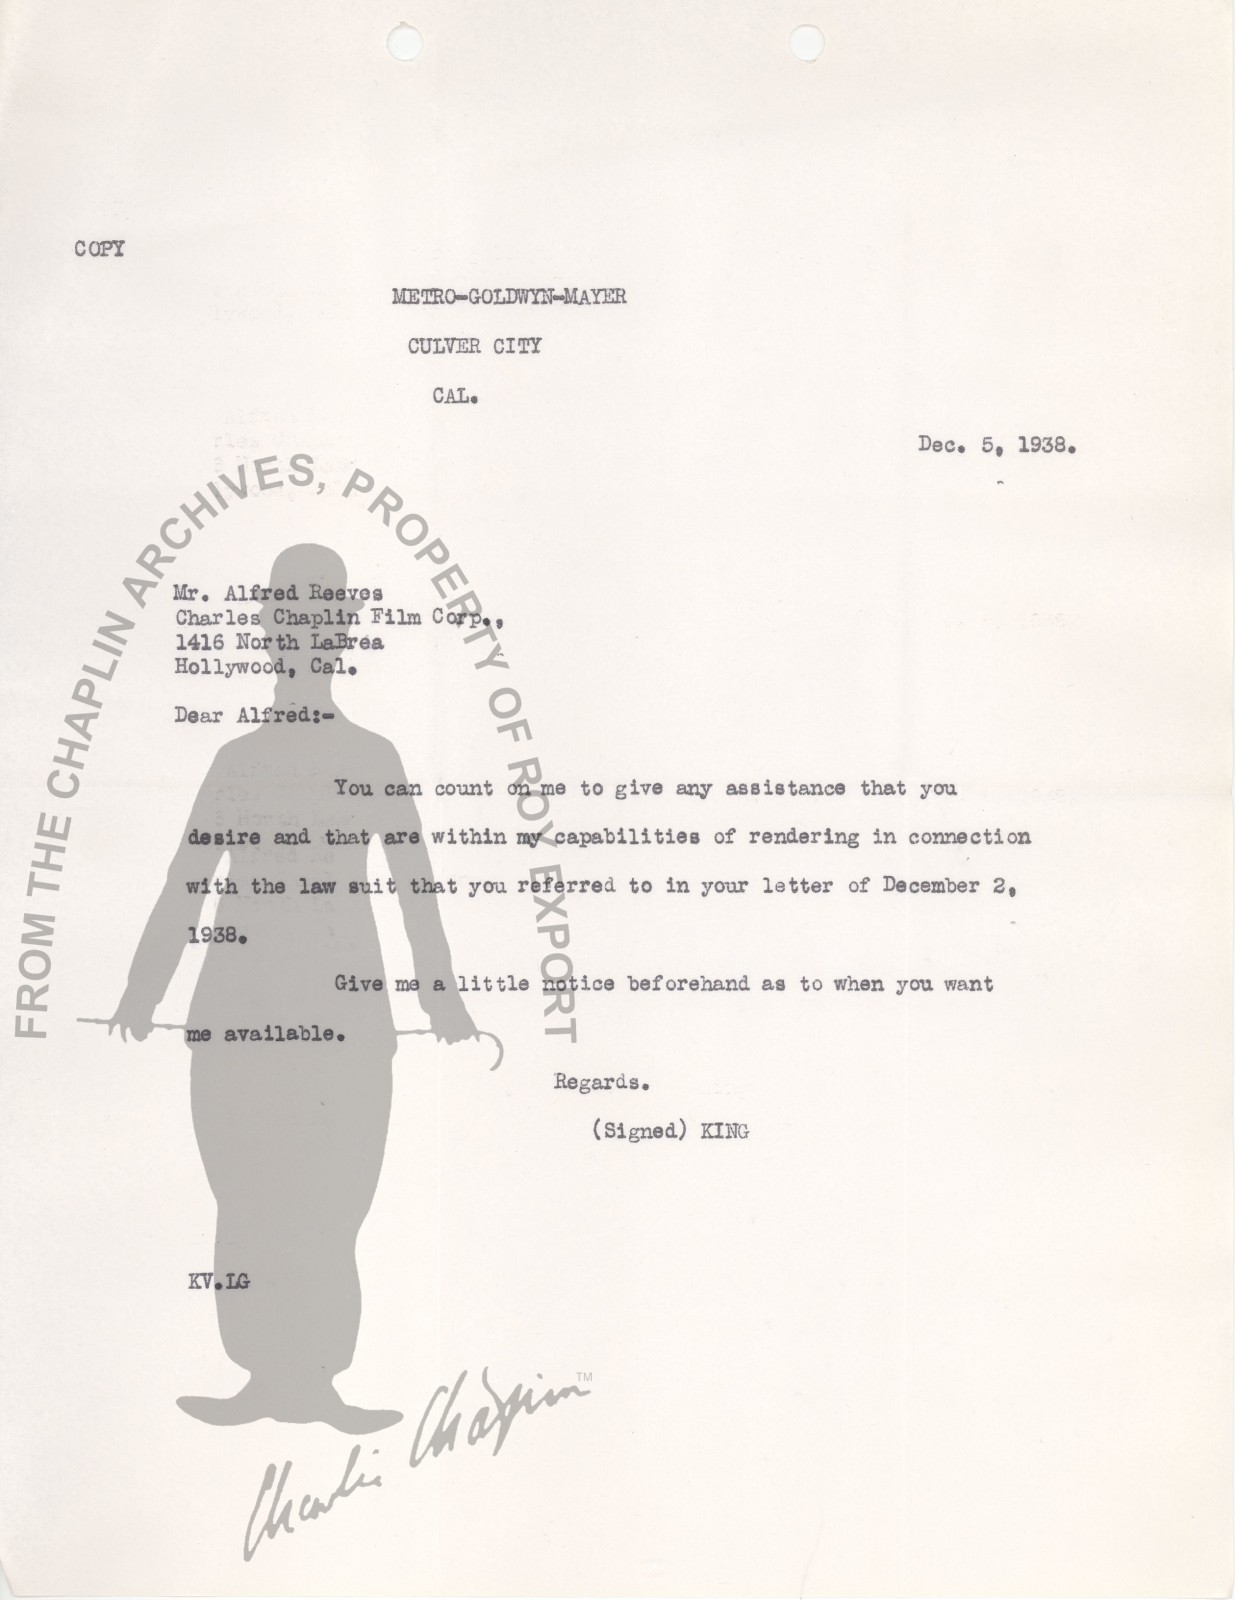 COPY
METRO-GOLDWYN-MAYER
CULVER CITY
CAL.
Dec. 5, 1938.
FROM THE CHAPLIN ARCHIVES, PROPERTY OF ROY EXPORT
Mr. Alfred Reeves
Charles Chaplin Film Corp.,
1416 North LaBrea
Hollywood, Cal.
Dear Alfred:-
You can count on me to give any assistance that you
desire and that are within my capabilities of rendering in connection
with the law suit that you referred to in your letter of December 2,
1938.
Give me a little notice beforehand as to when you want
me available.
Regards.
(Signed) KING
KV.LG
Charlie Chaplin TM